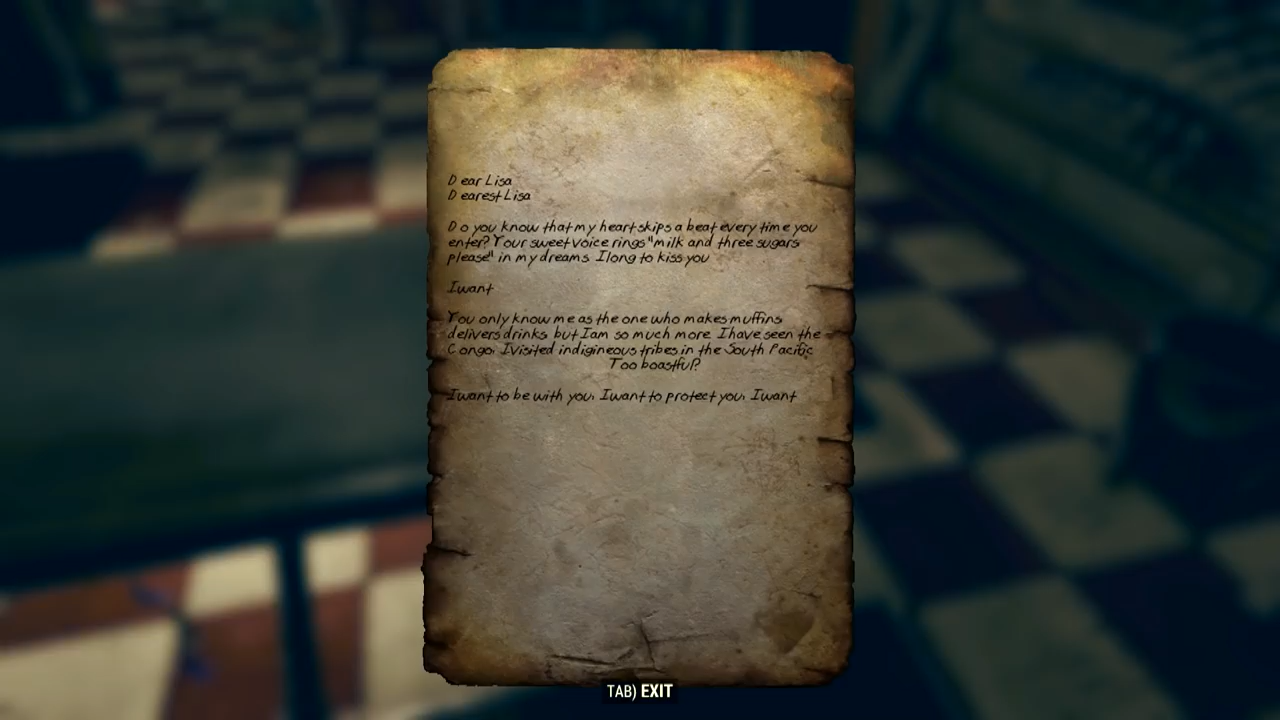 Dear Lisa
Dearest Lisa
Do you know that my heart skips a beat every time you
enter? Your sweet voice rings "milk and three sugars
please" in my dreams. I long to kiss you
I want
You only know me as the one who makes muffins
delivers drinks but I am so much more. I have seen the
Congo. I visited indigineous tribes in the South Pacific
Too boastful?
I want to be with you. I want to protect you. I want
TAB) EXIT